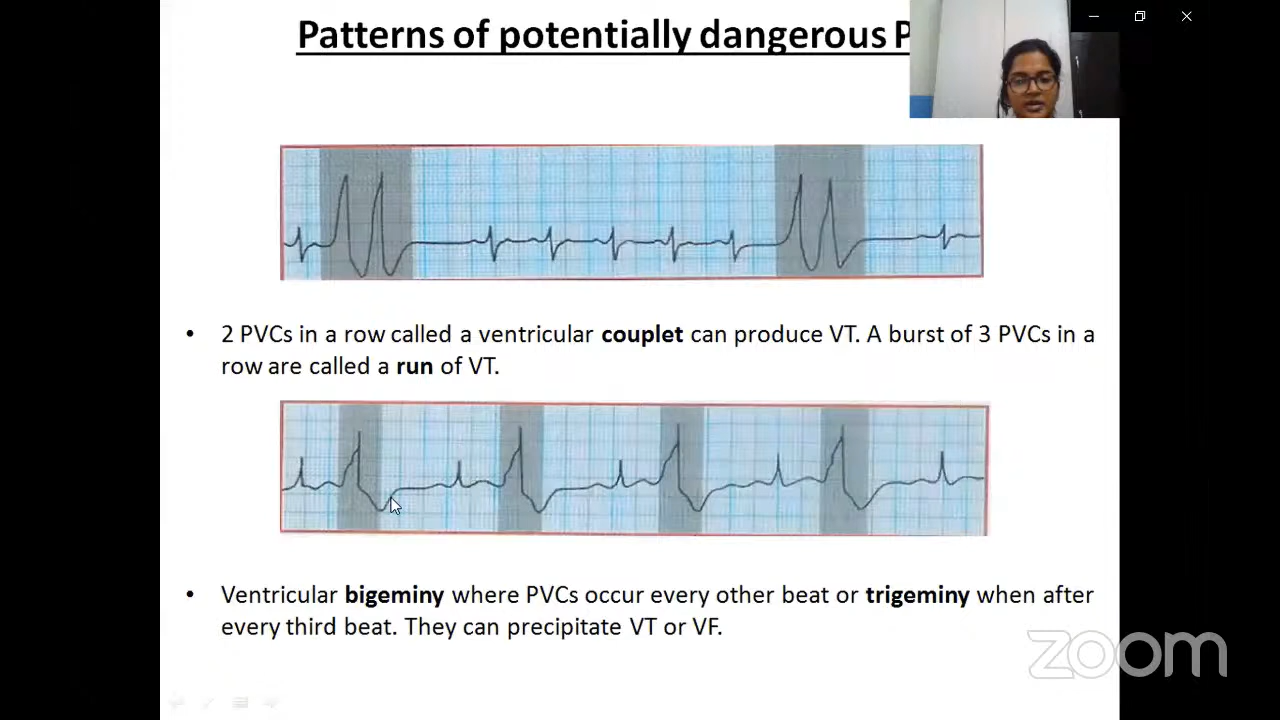 Patterns of potentially dangerous P
• 2 PVCs in a row called a ventricular couplet can produce VT. A burst of 3 PVCs in a
row are called a run of VT.
• Ventricular bigeminy where PVCs occur every other beat or trigeminy when after
every third beat. They can precipitate VT or VF.
zoom